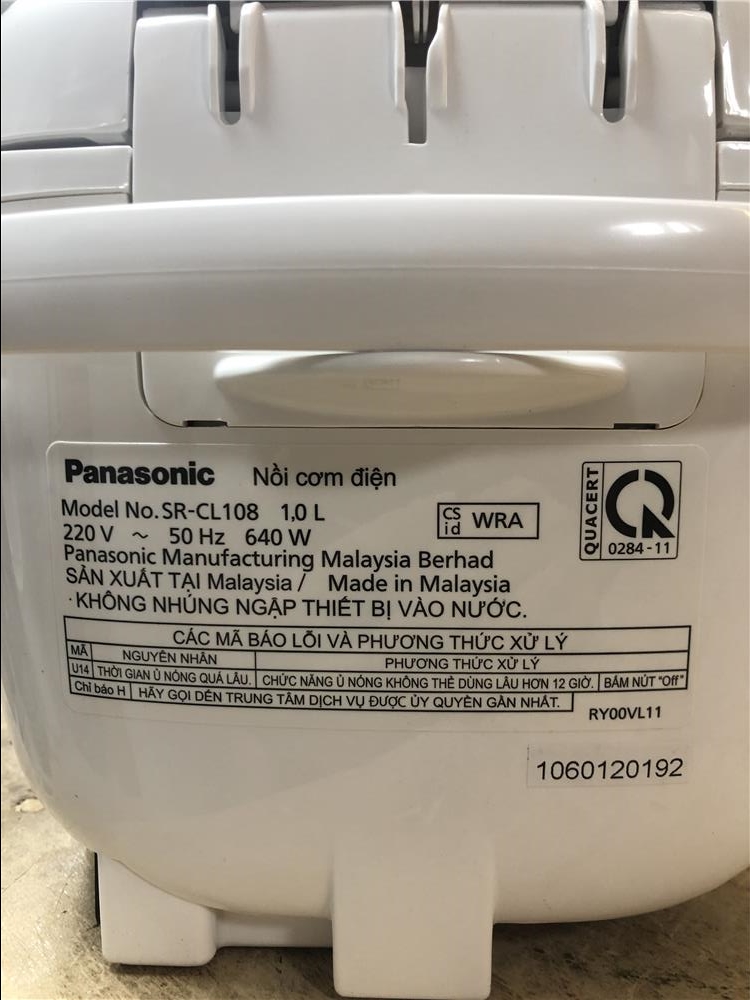 Panasonic Nồi cơm điện
Model No. SR-CL108 1,0 L
220 V ~ 50 Hz 640 W
CS id WRA
QUACERT
0284-11
Panasonic Manufacturing Malaysia Berhad
SẢN XUẤT TẠI Malaysia / Made in Malaysia
·KHÔNG NHÚNG NGẬP THIẾT BỊ VÀO NƯỚC.
CÁC MÃ BÁO LỖI VÀ PHƯƠNG THỨC XỬ LÝ
MÃ NGUYÊN NHÂN PHƯƠNG THỨC XỬ LÝ
U14 THỜI GIAN Ủ NÓNG QUÁ LÂU. CHỨC NĂNG Ủ NÓNG KHÔNG THỂ DÙNG LÂU HƠN 12 GIỜ. BẤM NÚT "Off"
Chỉ báo H HÃY GỌI DẾN TRUNG TÂM DỊCH VỤ ĐƯỢC ỦY QUYỀN GẦN NHẤT.
RY00VL11
1060120192